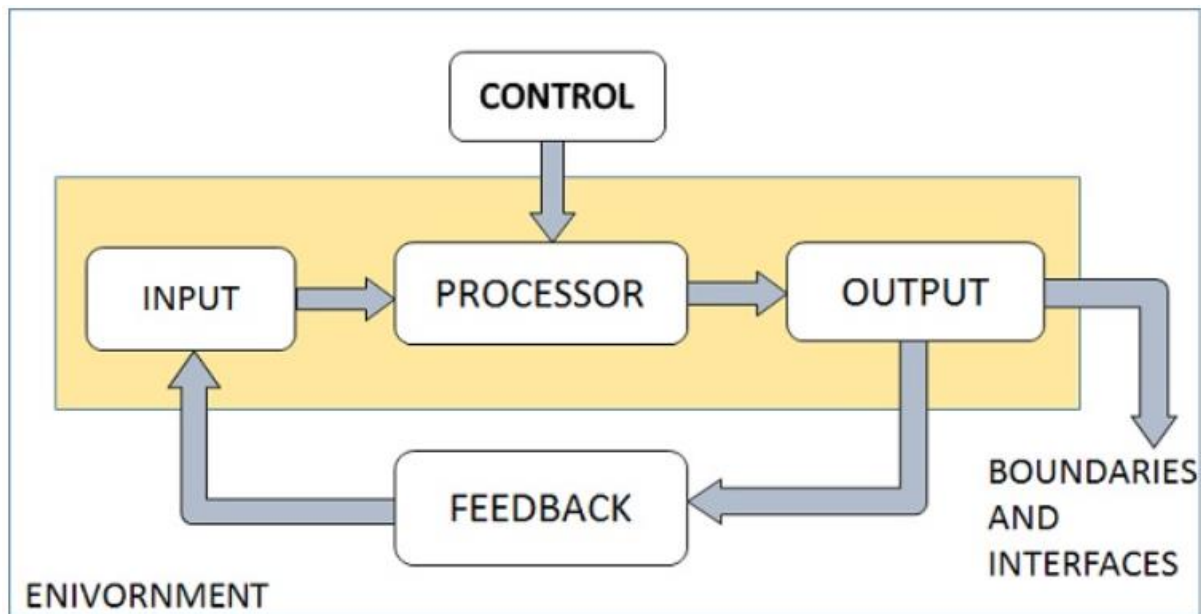 CONTROL
INPUT
PROCESSOR
OUTPUT
FEEDBACK
BOUNDARIES
AND
INTERFACES
ENIVORNMENT